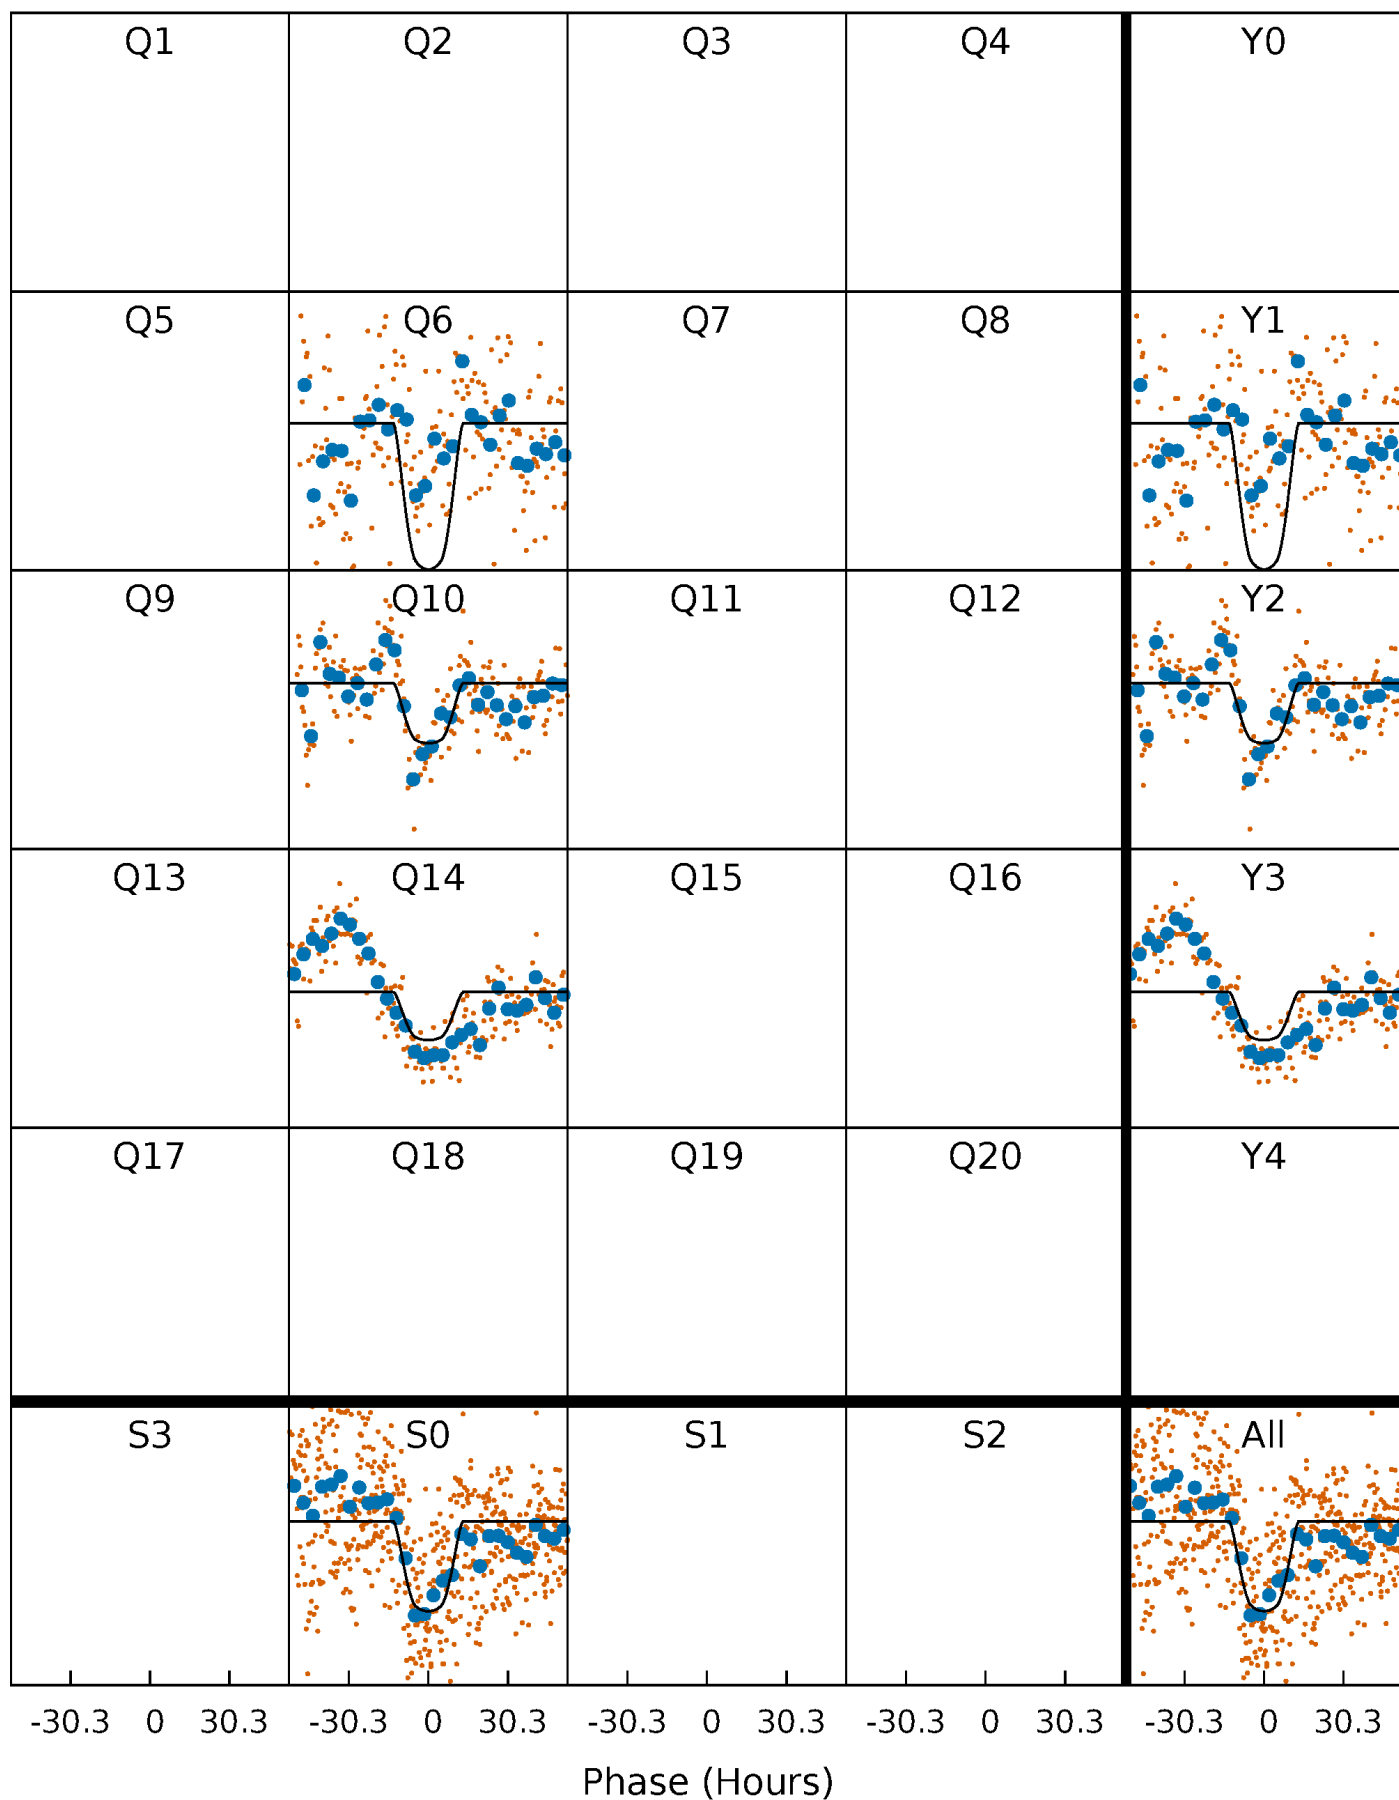 Q1 Q2 Q3 Q4 Y0
Q5 Q6 Q7 Q8 Y1
Q9 Q10 Q11 Q12 Y2
Q13 Q14 Q15 Q16 Y3
Q17 Q18 Q19 Q20 Y4
S3 S0 S1 S2 All
-30.3 0 30.3 -30.3 0 30.3 -30.3 0 30.3 -30.3 0 30.3 -30.3 0 30.3
Phase (Hours)